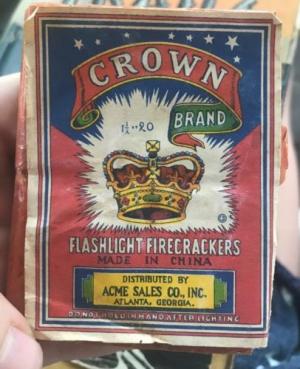 CROWN
BRAND
1½"-20
FLASHLIGHT FIRECRACKERS
MADE IN CHINA
DISTRIBUTED BY
ACME SALES CO., INC.
ATLANTA, GEORGIA.
DO NOT HOLD IN HAND AFTER LIGHTING